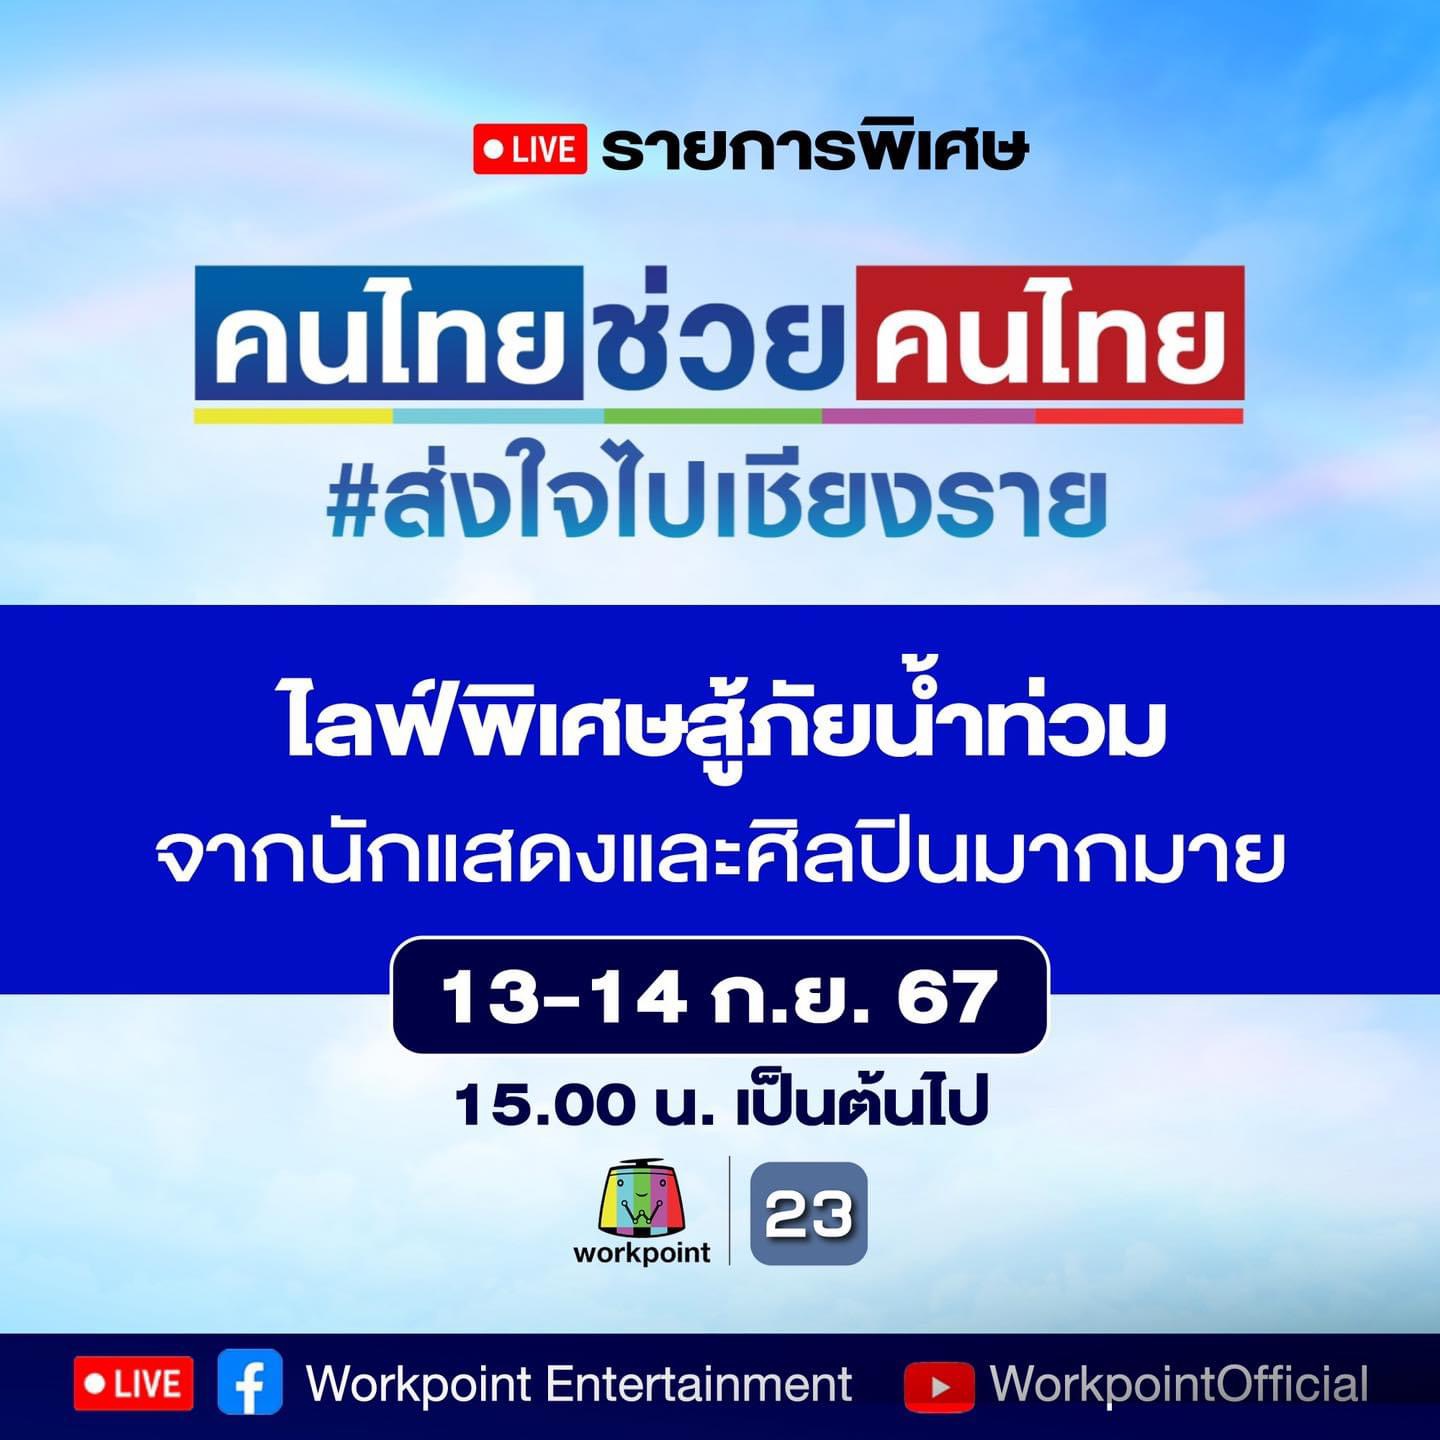 LIVE รายการพิเศษ
คนไทยช่วยคนไทย
#ส่งใจไปเชียงราย
ไลฟ์พิเศษสู้ภัยน้ำท่วม
จากนักแสดงและศิลปินมากมาย
13-14 ก.ย. 67
15.00 น. เป็นต้นไป
workpoint 23
LIVE f Workpoint Entertainment WorkpointOfficial